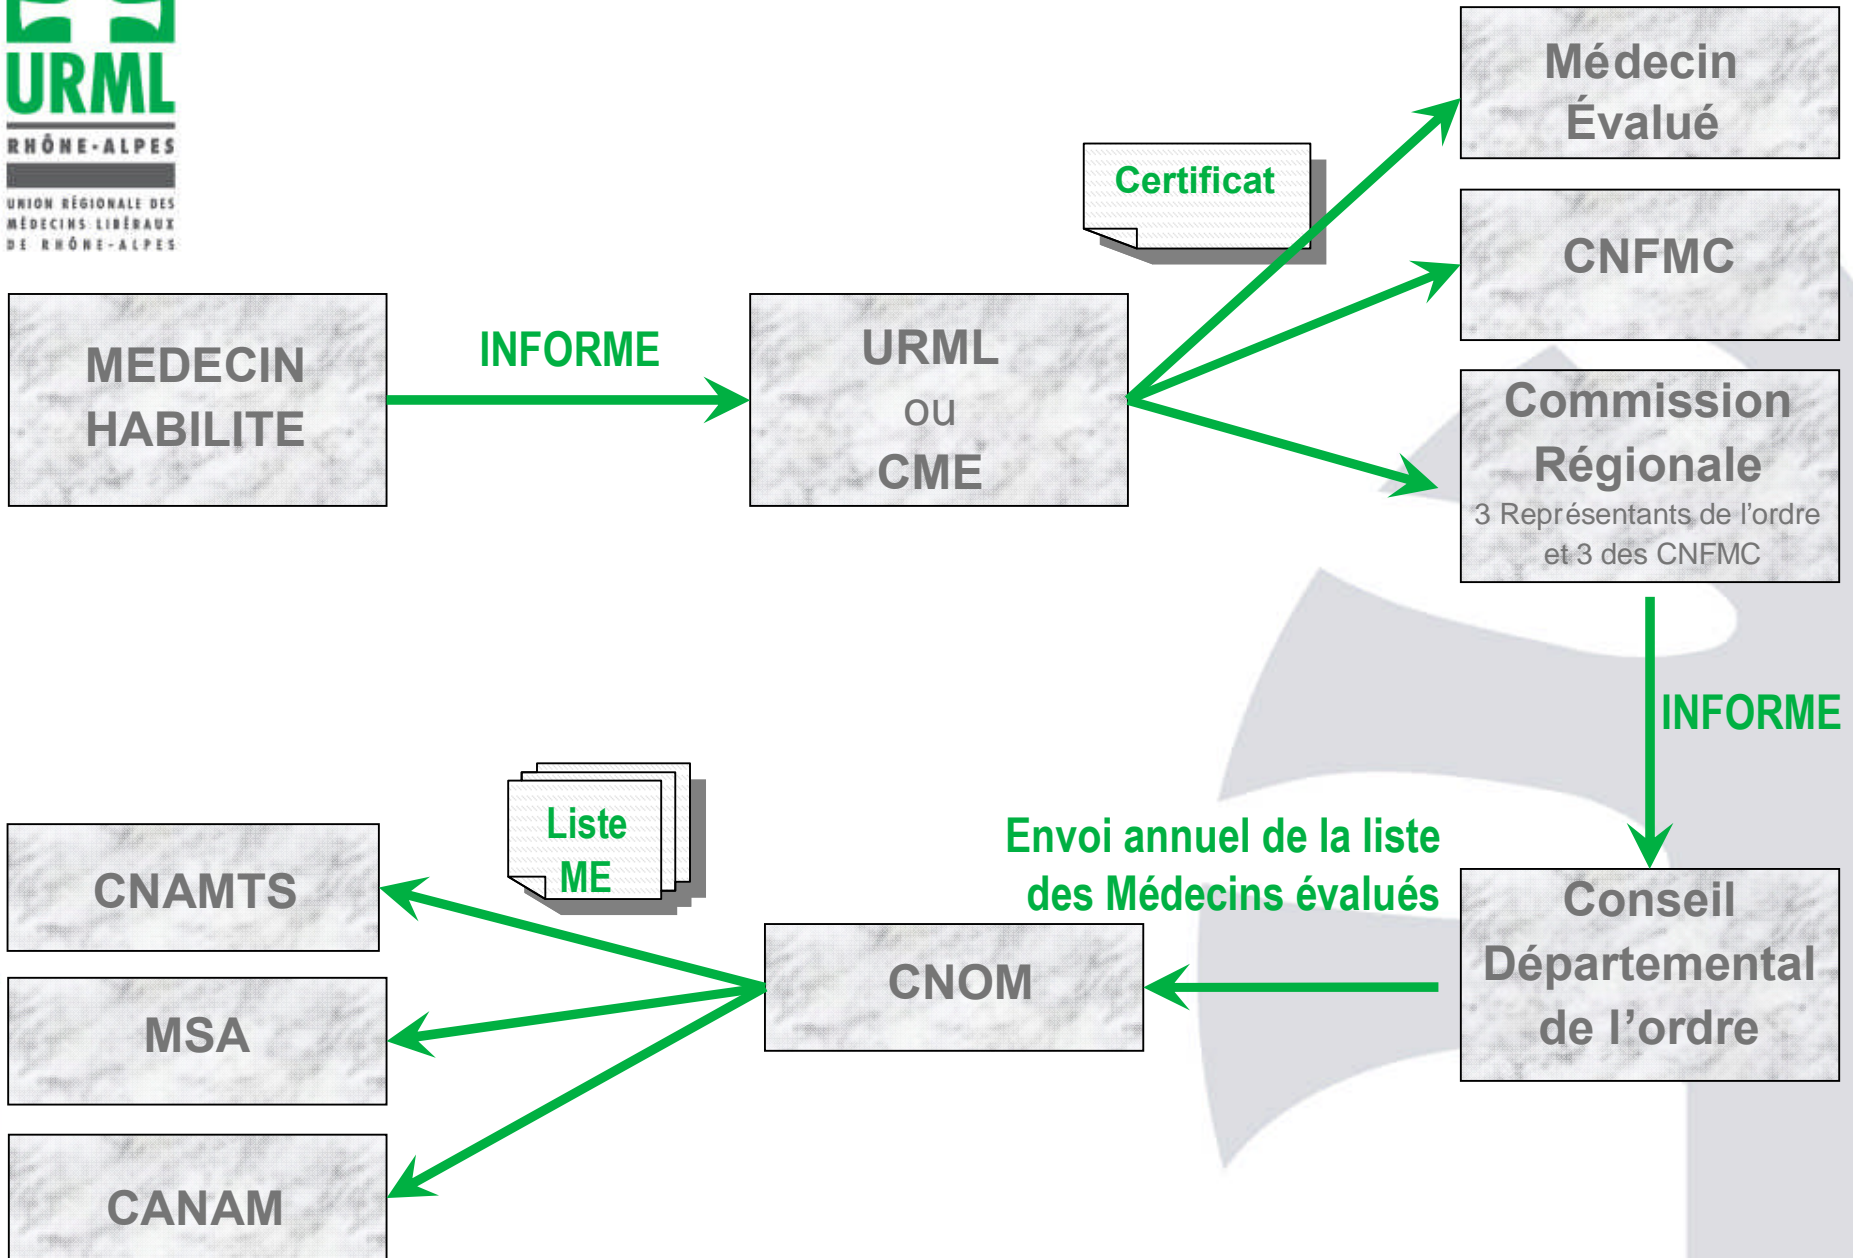 URML
RHÔNE-ALPES
UNION RÉGIONALE DES
MÉDECINS LIBÉRAUX
DE RHÔNE-ALPES
Médecin
Évalué
Certificat
CNFMC
MEDECIN
HABILITE
INFORME
URML
ou
CME
Commission
Régionale
3 Représentants de l’ordre
et 3 des CNFMC
INFORME
Liste
ME
Envoi annuel de la liste
des Médecins évalués
CNAMTS
MSA
CANAM
CNOM
Conseil
Départemental
de l’ordre